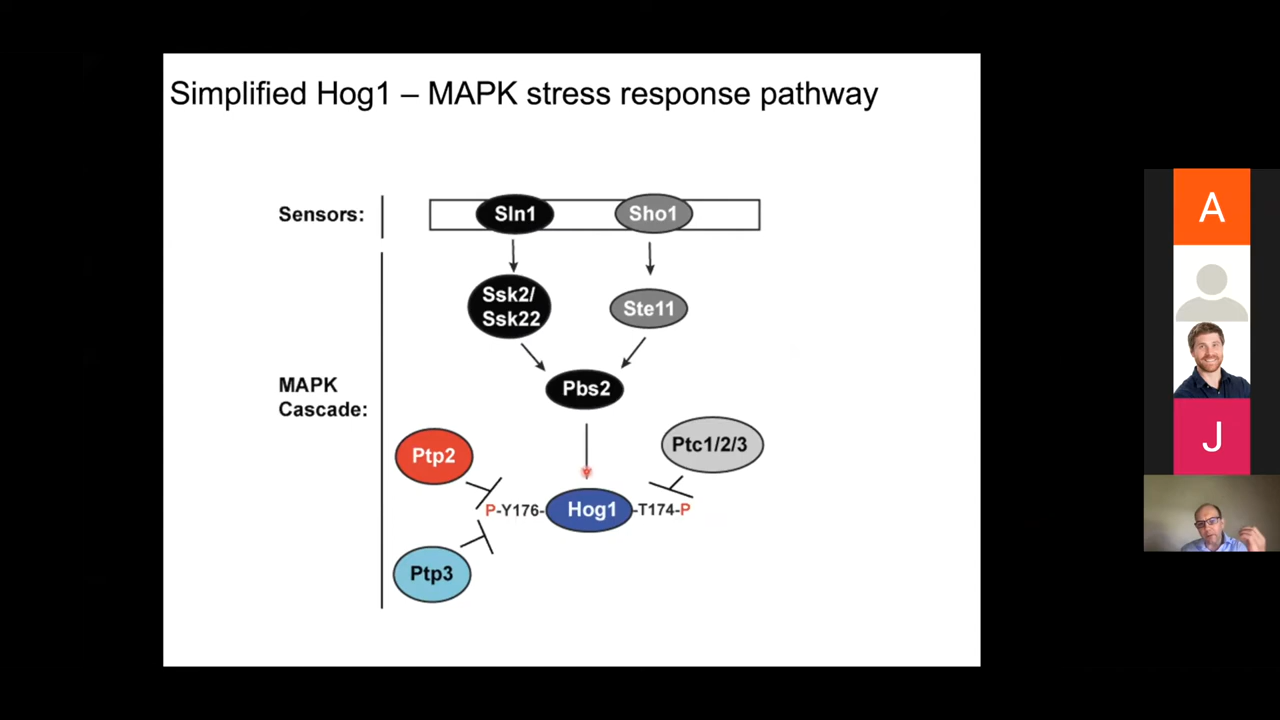 Simplified Hog1 – MAPK stress response pathway
Sensors:
Sln1
Sho1
Ssk2/
Ssk22
Ste11
MAPK
Cascade:
Pbs2
Ptp2
Ptc1/2/3
P-Y176-
Hog1
-T174-P
Ptp3
A
J